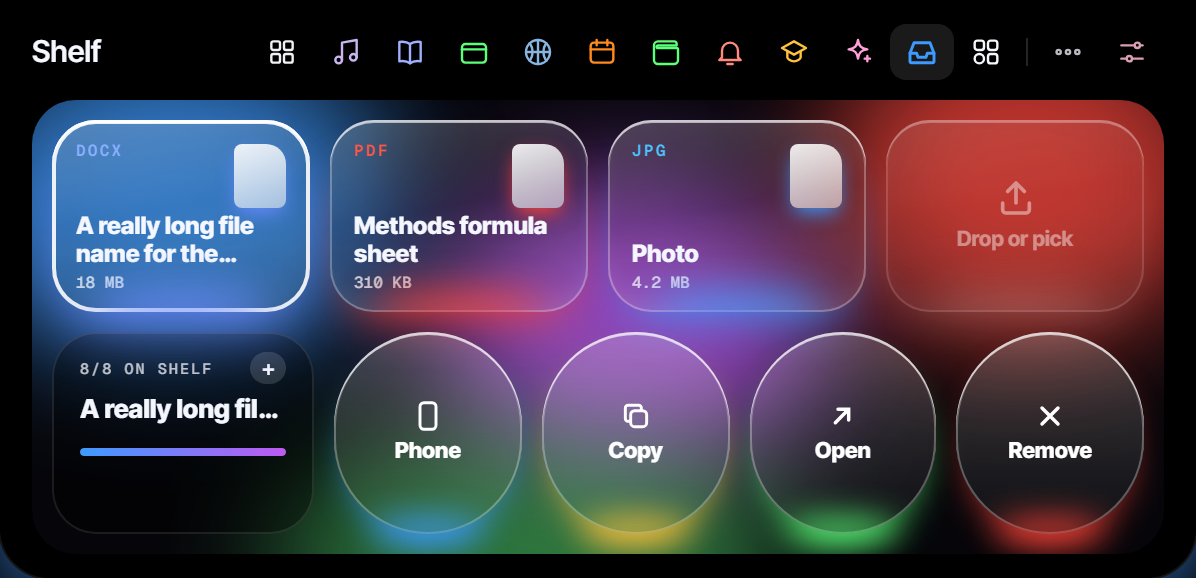 Shelf
DOCX
A really long file
name for the...
18 MB
PDF
Methods formula
sheet
310 KB
JPG
Photo
4.2 MB
Drop or pick
8/8 ON SHELF
+
A really long fil...
Phone
Copy
Open
Remove